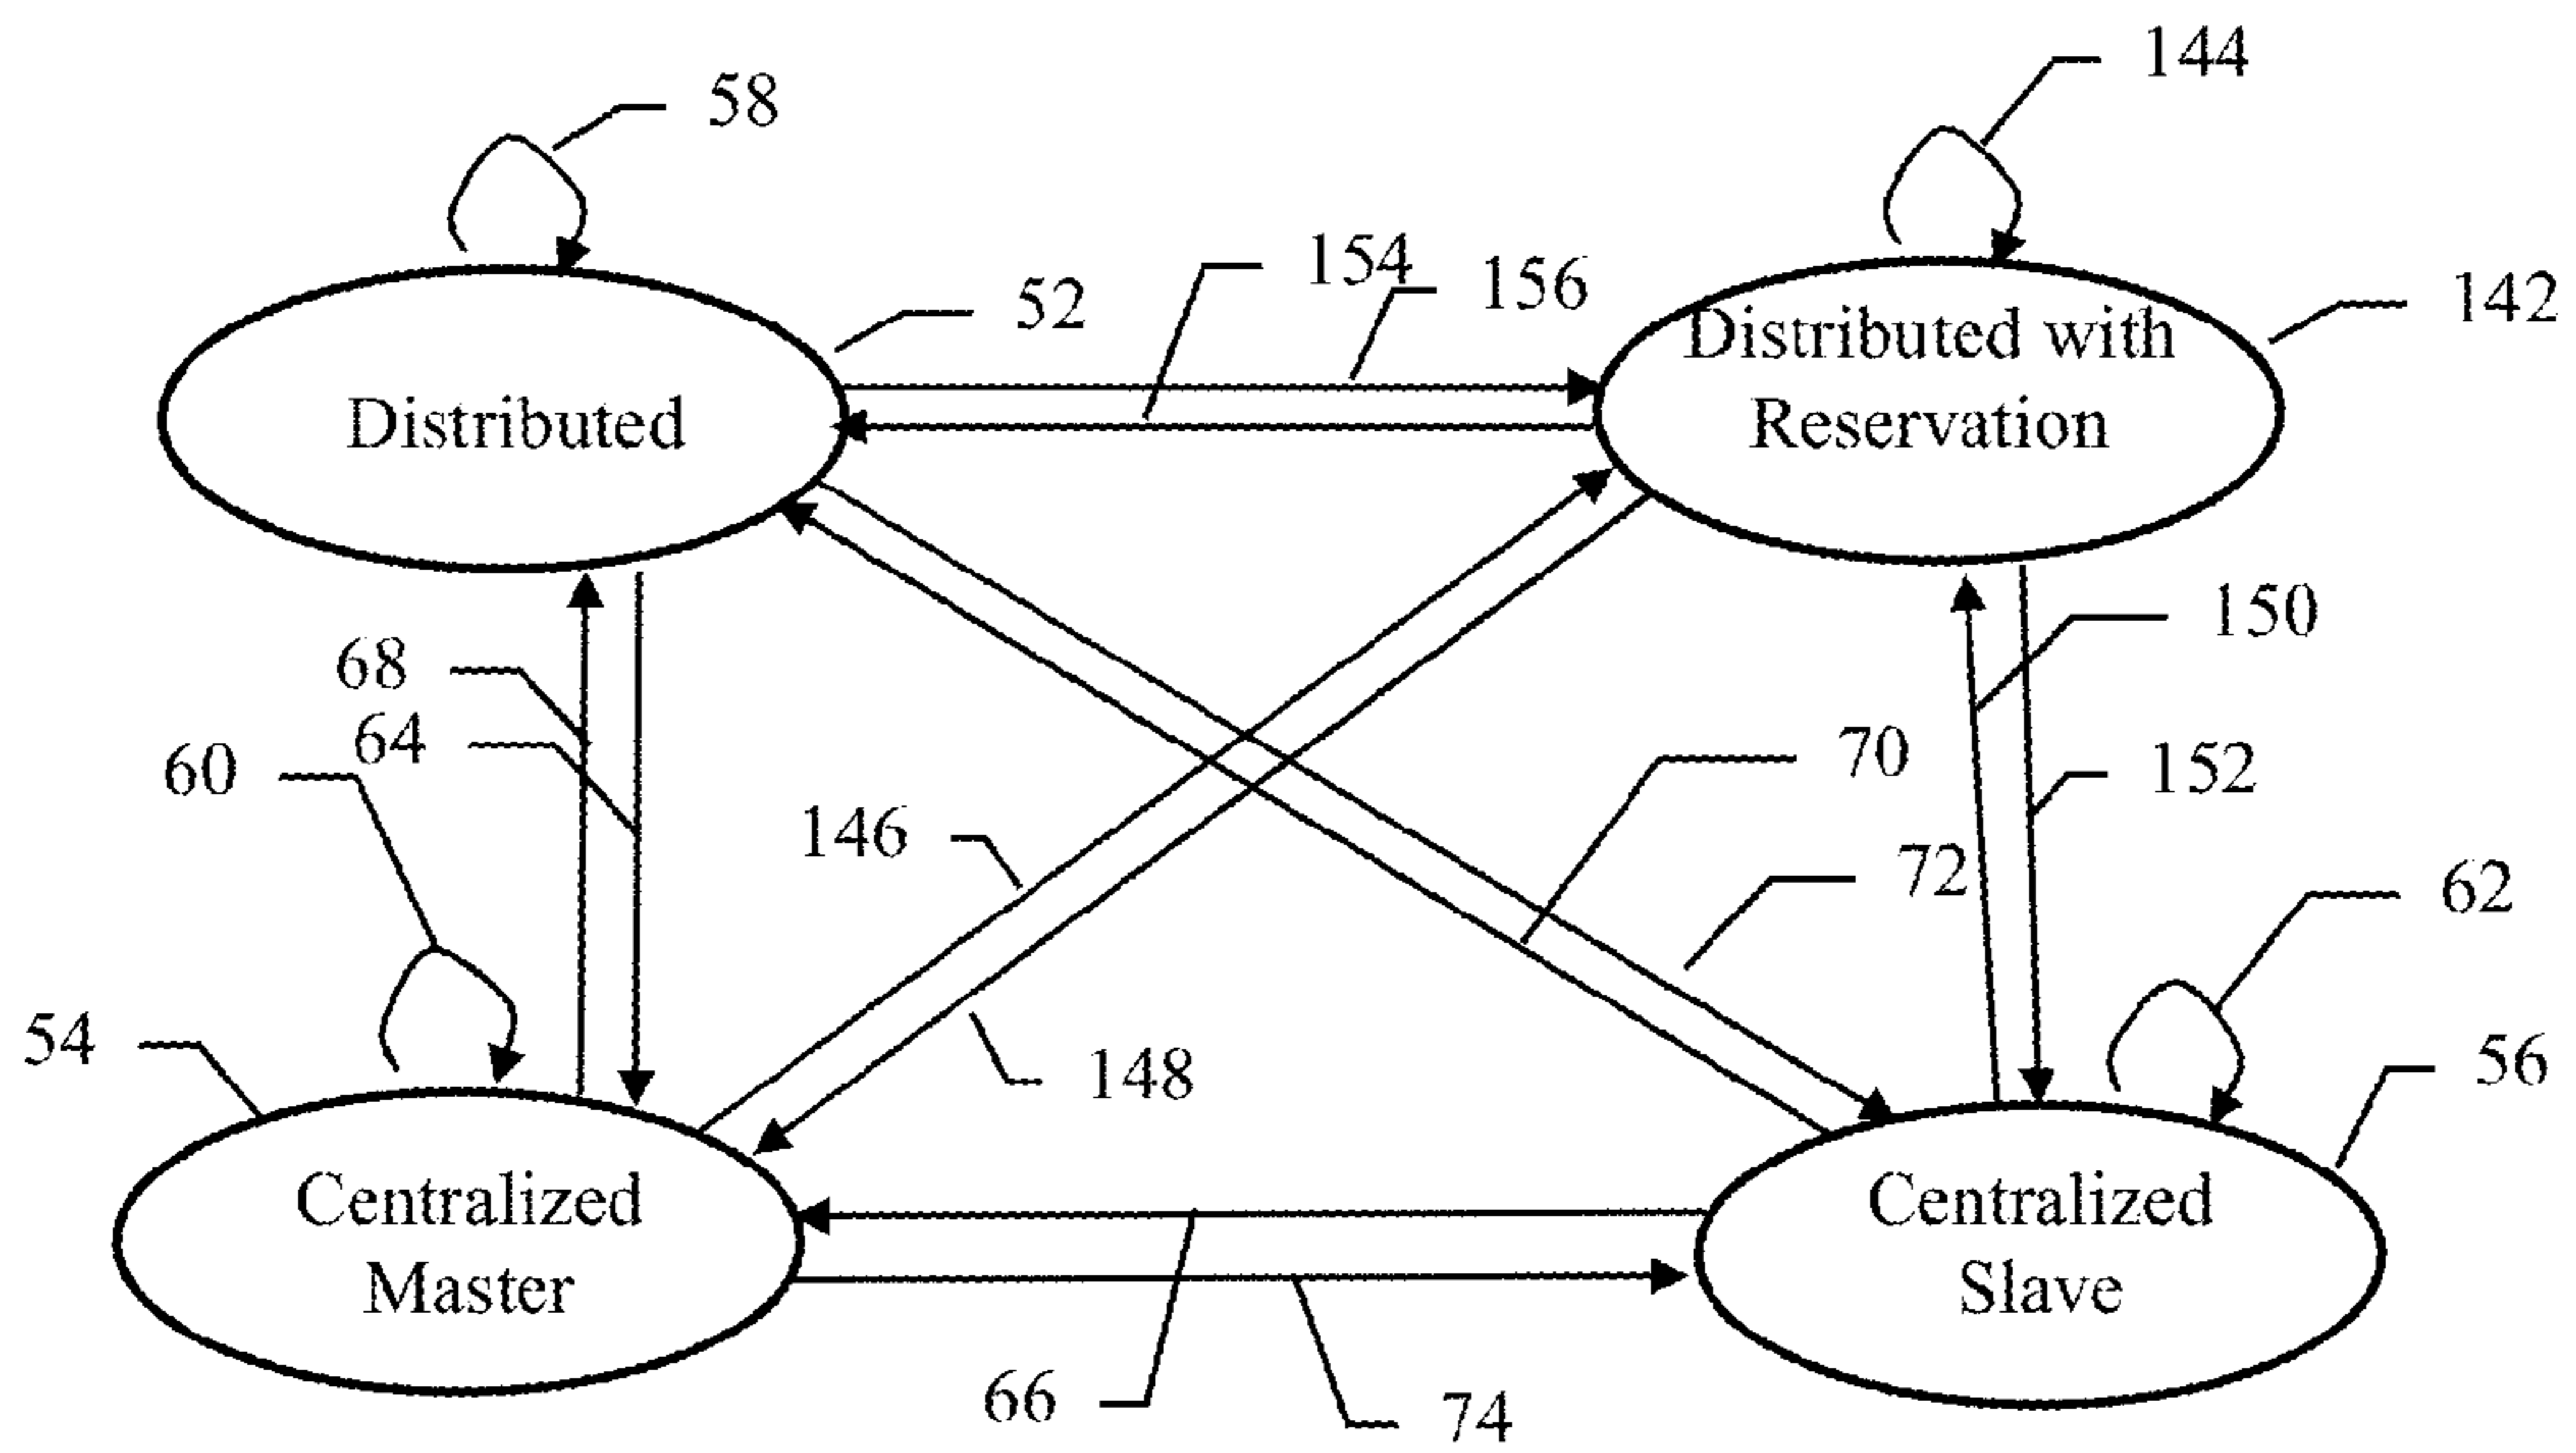 144
58
154
156
52
142
Distributed with
Reservation
Distributed
150
68
64
60
70
152
146
72
62
54
148
56
Centralized
Master
Centralized
Slave
66
74